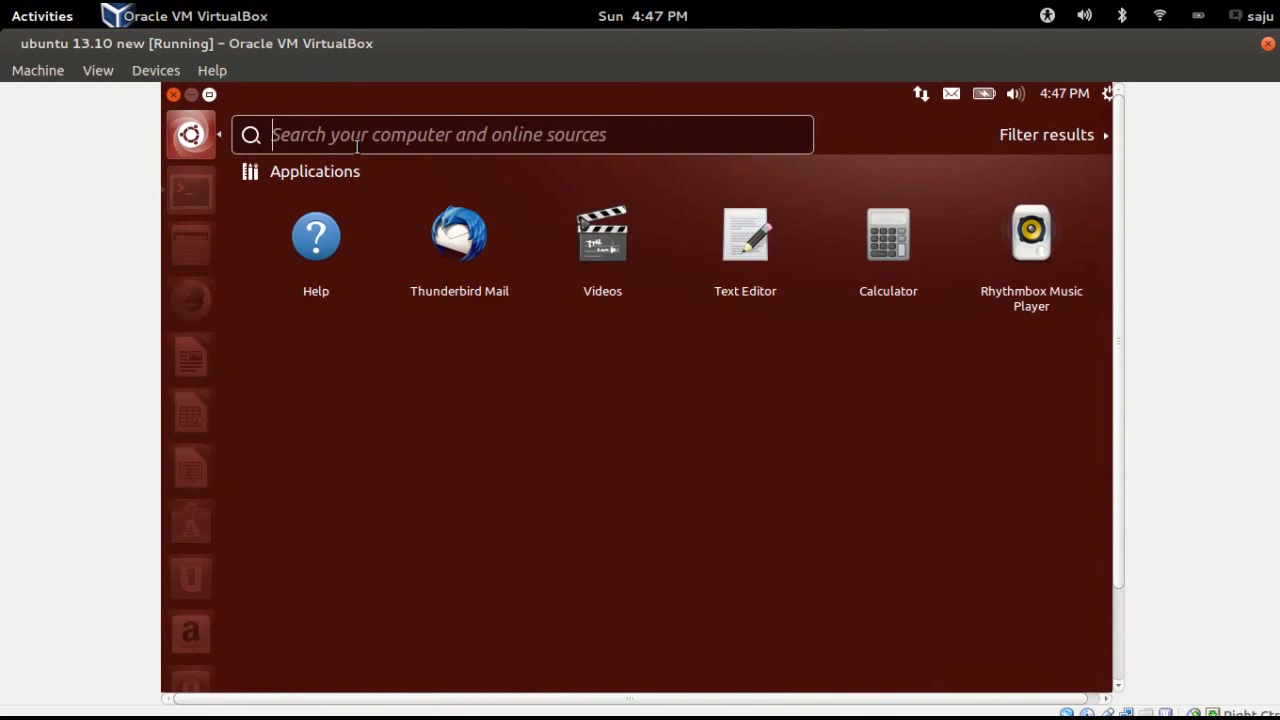 Activities Oracle VM VirtualBox Sun 4:47 PM saju
ubuntu 13.10 new [Running] – Oracle VM VirtualBox
Machine View Devices Help
4:47 PM
Search your computer and online sources Filter results
Applications
Help Thunderbird Mail Videos Text Editor Calculator Rhythmbox Music
Player
Right Ctr